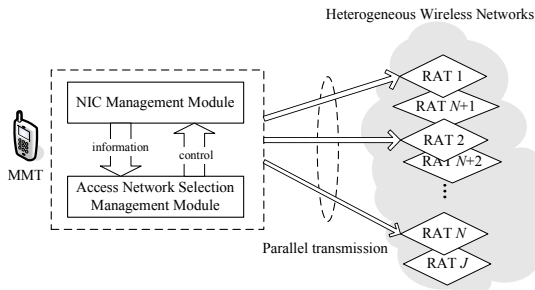 Heterogeneous Wireless Networks
MMT
NIC Management Module
information
control
Access Network Selection
Management Module
Parallel transmission
RAT 1
RAT N+1
RAT 2
RAT N+2
...
RAT N
RAT J